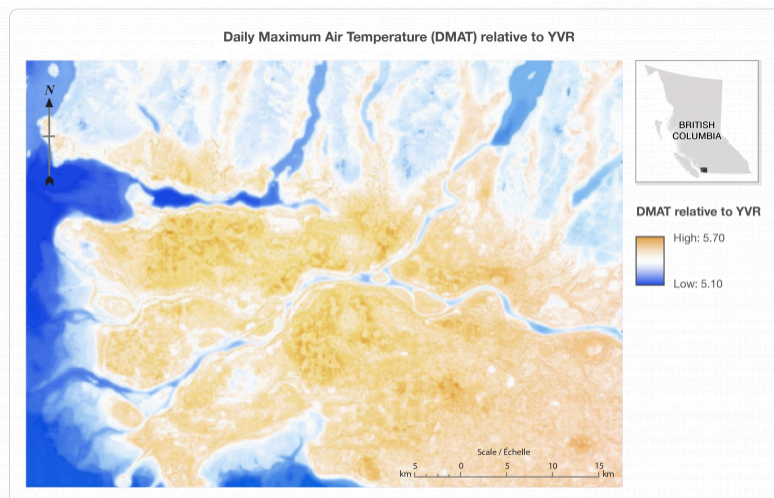 Daily Maximum Air Temperature (DMAT) relative to YVR
N
BRITISH
COLUMBIA
DMAT relative to YVR
High: 5.70
Low: 5.10
Scale / Échelle
5 0 5 10 15
km km